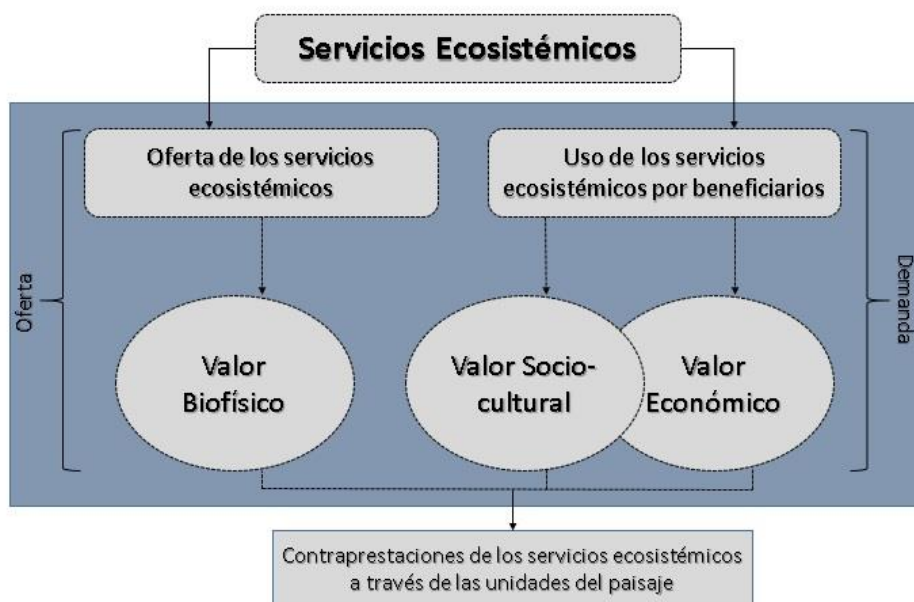 Servicios Ecosistémicos
Oferta de los servicios
ecosistémicos
Uso de los servicios
ecosistémicos por beneficiarios
Oferta
Demanda
Valor
Biofísico
Valor Socio-
cultural
Valor
Económico
Contraprestaciones de los servicios ecosistémicos
a través de las unidades del paisaje